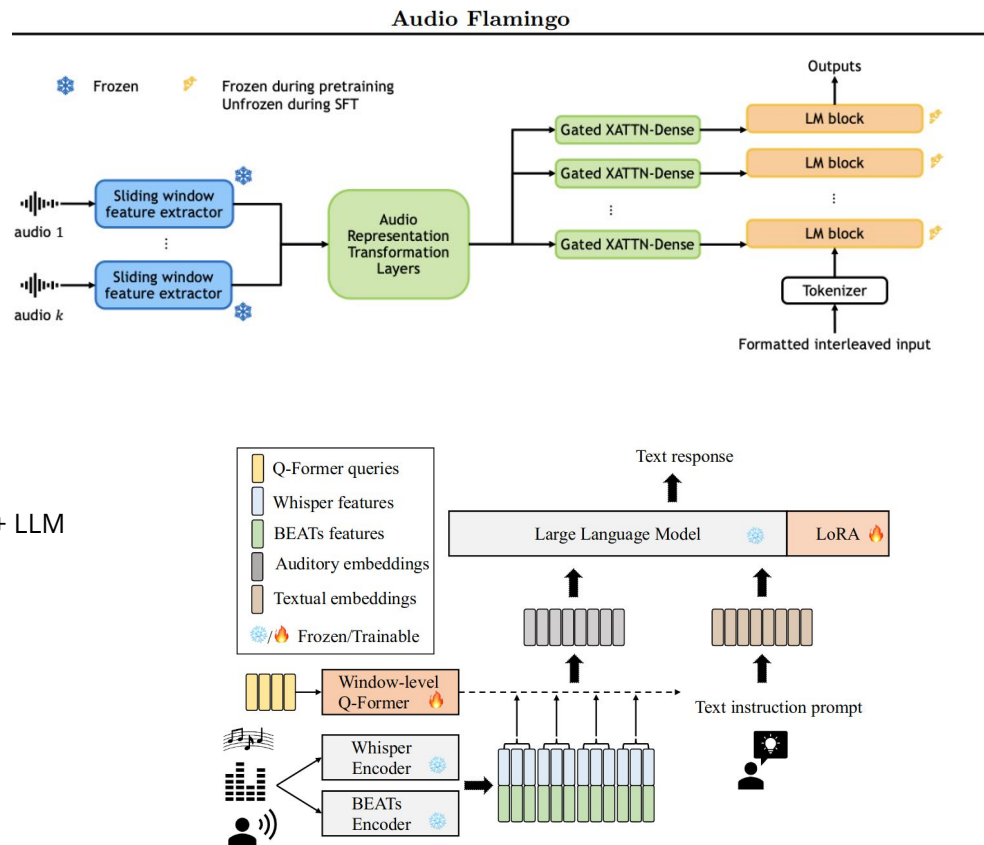 Audio Flamingo
Frozen
Frozen during pretraining
Unfrozen during SFT
Outputs
Gated XATTN-Dense
LM block
Gated XATTN-Dense
LM block
⋮
⋮
Gated XATTN-Dense
LM block
audio 1
Sliding window
feature extractor
⋮
audio k
Sliding window
feature extractor
Audio
Representation
Transformation
Layers
Tokenizer
Formatted interleaved input
+ LLM
Q-Former queries
Whisper features
BEATs features
Auditory embeddings
Textual embeddings
/ Frozen/Trainable
Text response
Large Language Model
LoRA
Window-level
Q-Former
Text instruction prompt
Whisper
Encoder
BEATs
Encoder